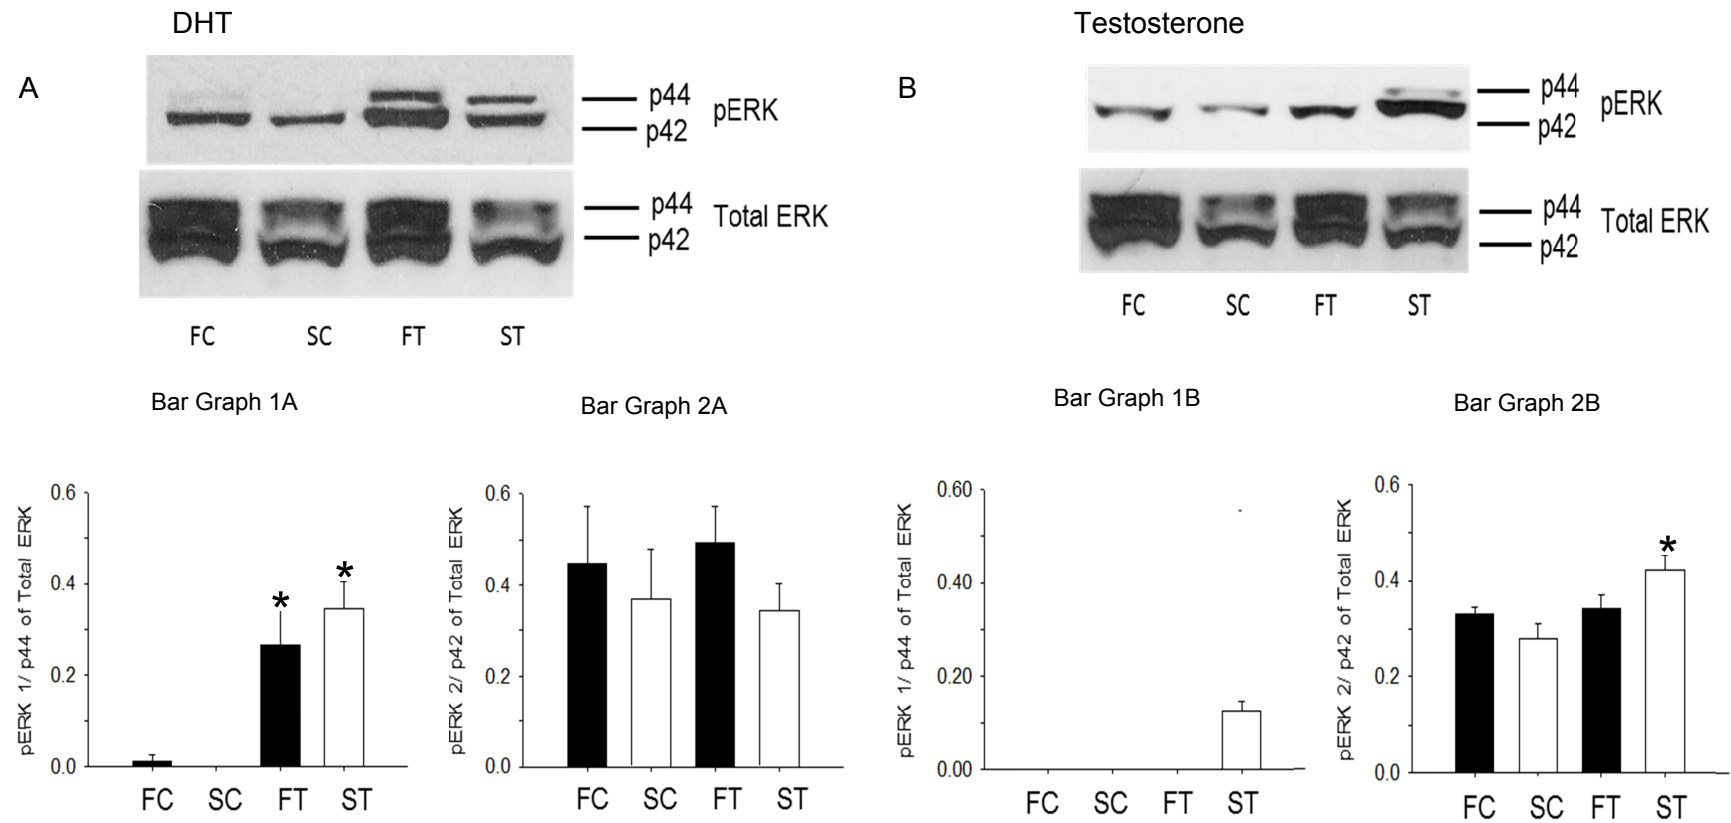 DHT
Testosterone
A
p44
pERK
p42
p44
Total ERK
p42
FC SC FT ST
B
p44
pERK
p42
p44
Total ERK
p42
FC SC FT ST
Bar Graph 1A
pERK 1/ p44 of Total ERK
0.6
0.4
0.2
0.0
FC SC FT ST
*
*
Bar Graph 2A
pERK 2/ p42 of Total ERK
0.6
0.4
0.2
0.0
FC SC FT ST
Bar Graph 1B
pERK 1/ p44 of Total ERK
0.60
0.40
0.20
0.00
FC SC FT ST
Bar Graph 2B
pERK 2/ p42 of Total ERK
0.6
0.4
0.2
0.0
FC SC FT ST
*